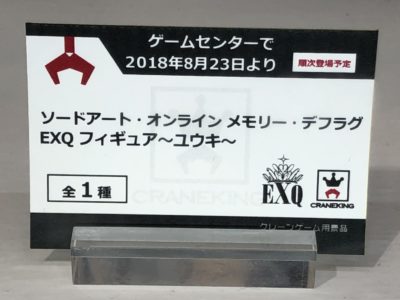 ゲームセンターで
2018年8月23日より
順次登場予定
ソードアート・オンライン メモリー・デフラグ
EXQ フィギュア～ユウキ～
全1種
EXQ
CRANEKING
CRANEKING
クレーンゲーム用景品